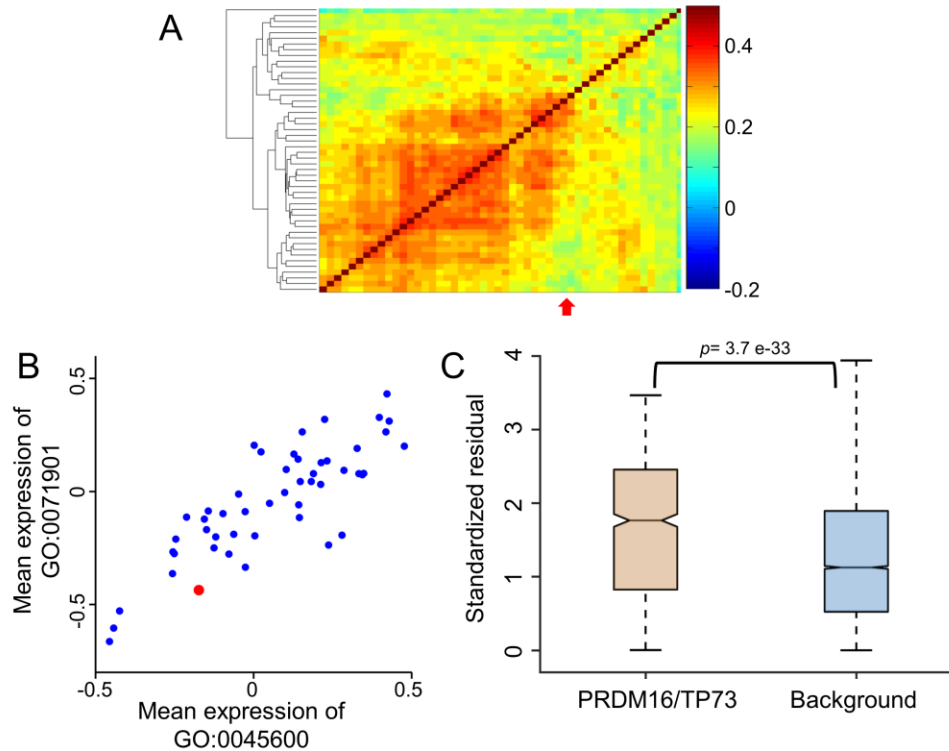 A
0.4
0.2
0
-0.2
B
Mean expression of
GO:0071901
0.5
0
-0.5
-0.5
0
0.5
Mean expression of
GO:0045600
C
p= 3.7 e-33
Standardized residual
4
3
2
1
0
PRDM16/TP73
Background